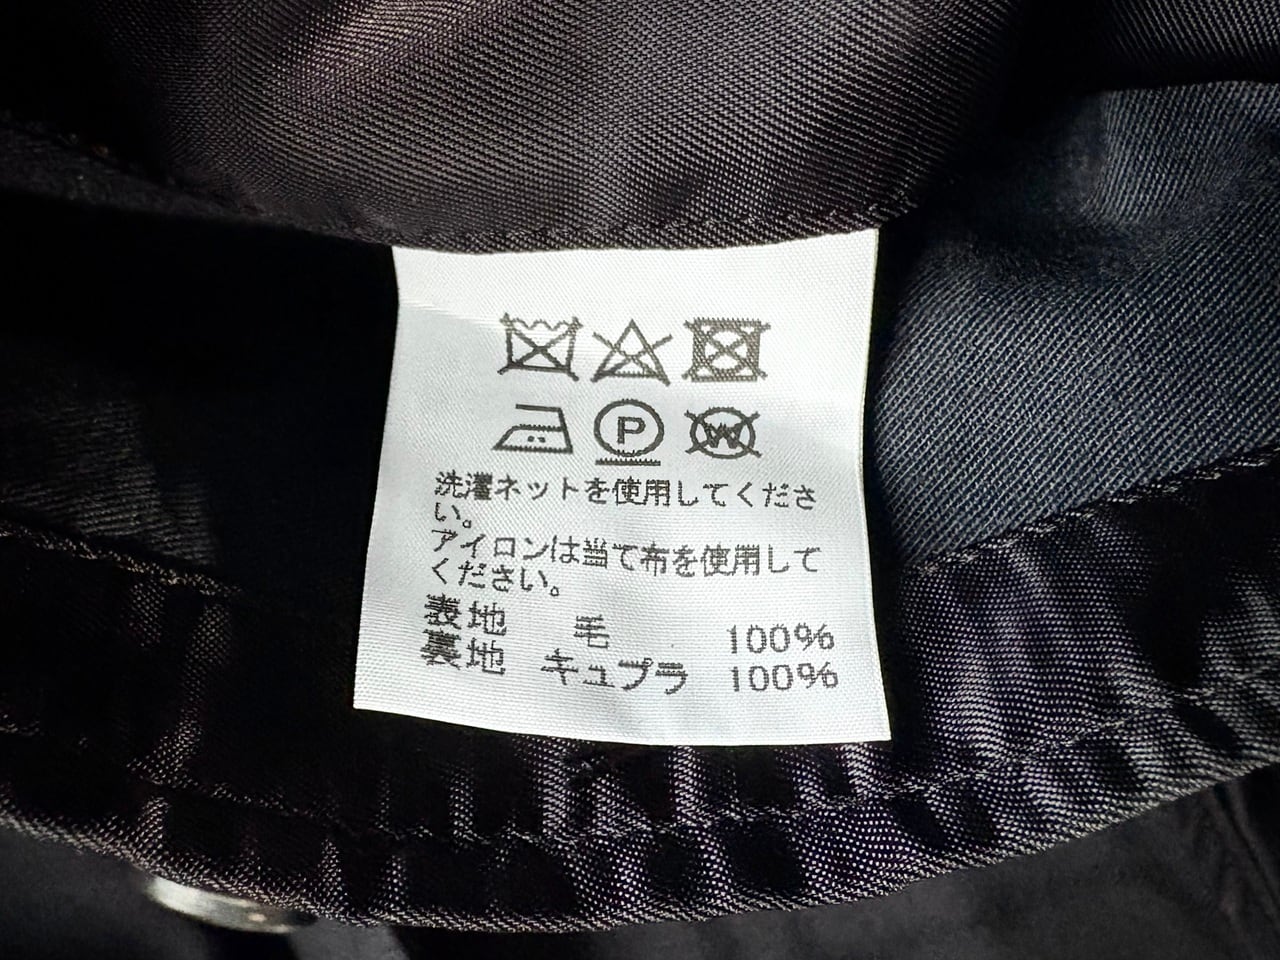 P W
洗濯ネットを使用してくださ
い。
アイロンは当て布を使用して
ください。
表地 毛 100%
裏地 キュプラ 100%